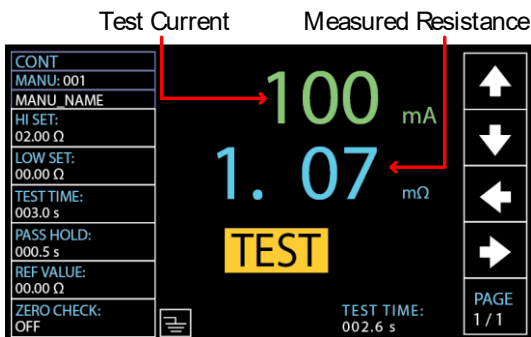 Test Current Measured Resistance
CONT
MANU: 001
MANU_NAME
HI SET:
02.00 Ω
LOW SET:
00.00 Ω
TEST TIME:
003.0 s
PASS HOLD:
000.5 s
REF VALUE:
00.00 Ω
ZERO CHECK:
OFF
100 mA
1. 07 mΩ
TEST
TEST TIME:
002.6 s
PAGE
1 / 1